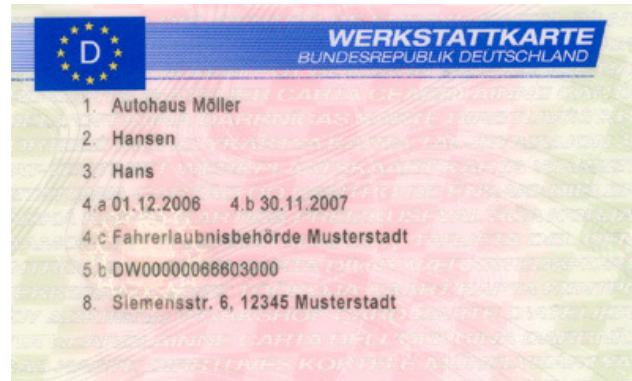 D
WERKSTATTKARTE
BUNDESREPUBLIK DEUTSCHLAND
1. Autohaus Möller
2. Hansen
3. Hans
4.a 01.12.2006 4.b 30.11.2007
4.c Fahrerlaubnisbehörde Musterstadt
5.b DW00000066603000
8. Siemensstr. 6, 12345 Musterstadt